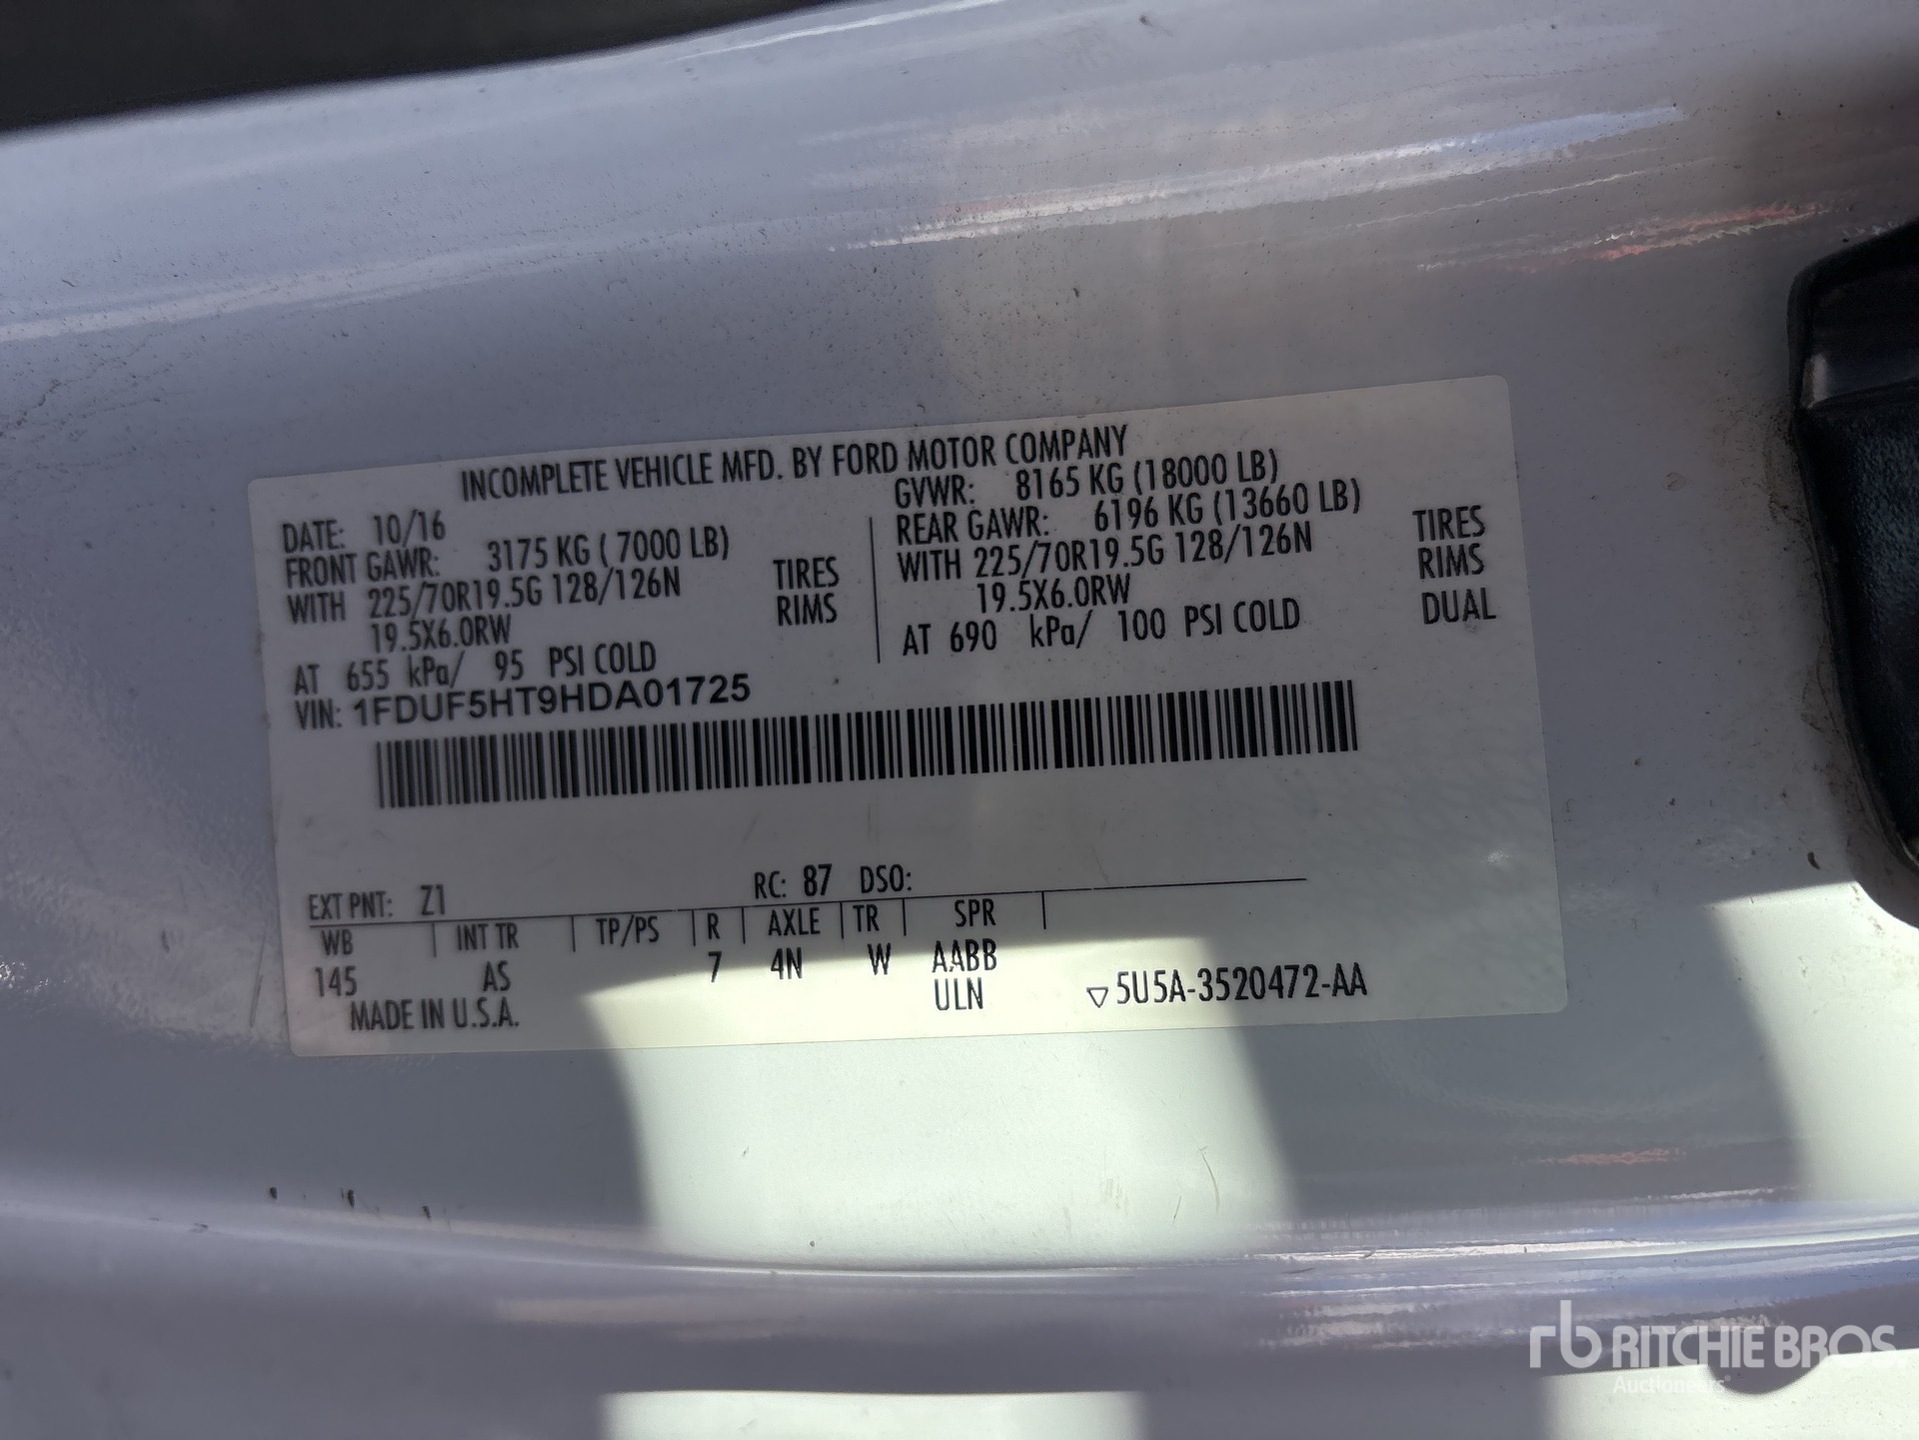 INCOMPLETE VEHICLE MFD. BY FORD MOTOR COMPANY
DATE: 10/16
FRONT GAWR: 3175 KG ( 7000 LB)
WITH 225/70R19.5G 128/126N TIRES
19.5X6.0RW RIMS
AT 655 kPa/ 95 PSI COLD
GVWR: 8165 KG (18000 LB)
REAR GAWR: 6196 KG (13660 LB)
WITH 225/70R19.5G 128/126N TIRES
19.5X6.0RW RIMS
AT 690 kPa/ 100 PSI COLD DUAL
VIN: 1FDUF5HT9HDA01725
EXT PNT: Z1 RC: 87 DSO:
WB INT TR TP/PS R AXLE TR SPR
145 AS 7 4N W AABB
ULN
MADE IN U.S.A.
▽5U5A-3520472-AA
rb RITCHIE BROS.
Auctioneers®